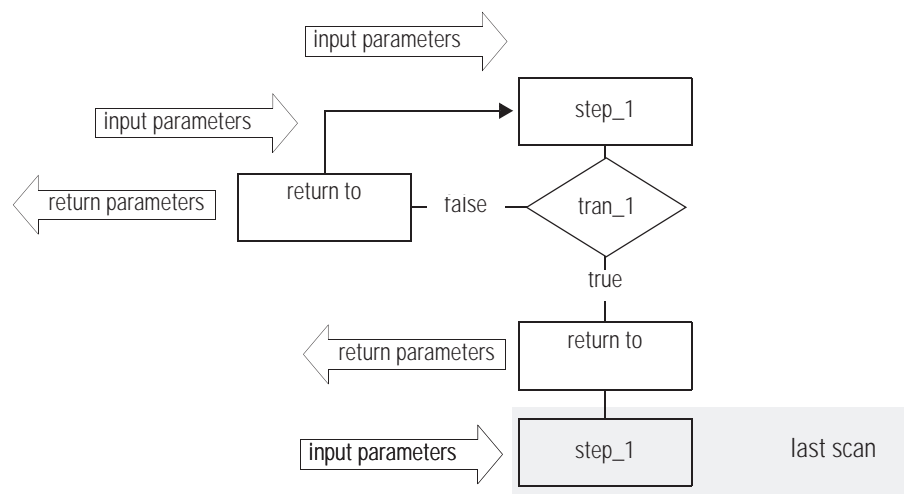 input parameters
step_1
input parameters
return to
return parameters
false
tran_1
true
return to
return parameters
input parameters
step_1
last scan